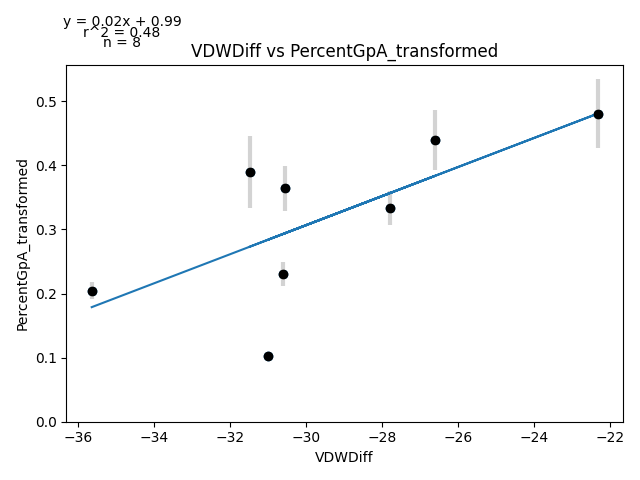 y = 0.02x + 0.99
r^2 = 0.48
n = 8
VDWDiff vs PercentGpA_transformed
PercentGpA_transformed
0.5
0.4
0.3
0.2
0.1
0.0
−36 −34 −32 −30 −28 −26 −24 −22
VDWDiff